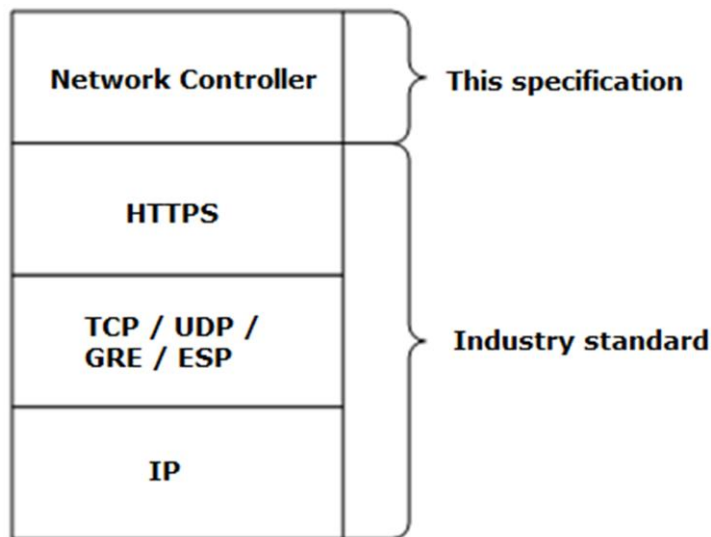 Network Controller
This specification
HTTPS
TCP / UDP /
GRE / ESP
Industry standard
IP